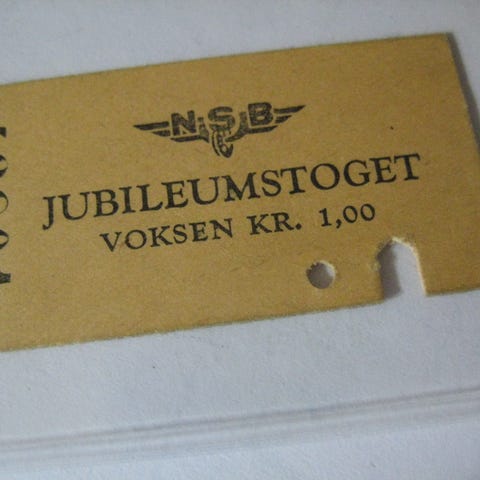 NSB
JUBILEUMSTOGET
VOKSEN KR. 1,00